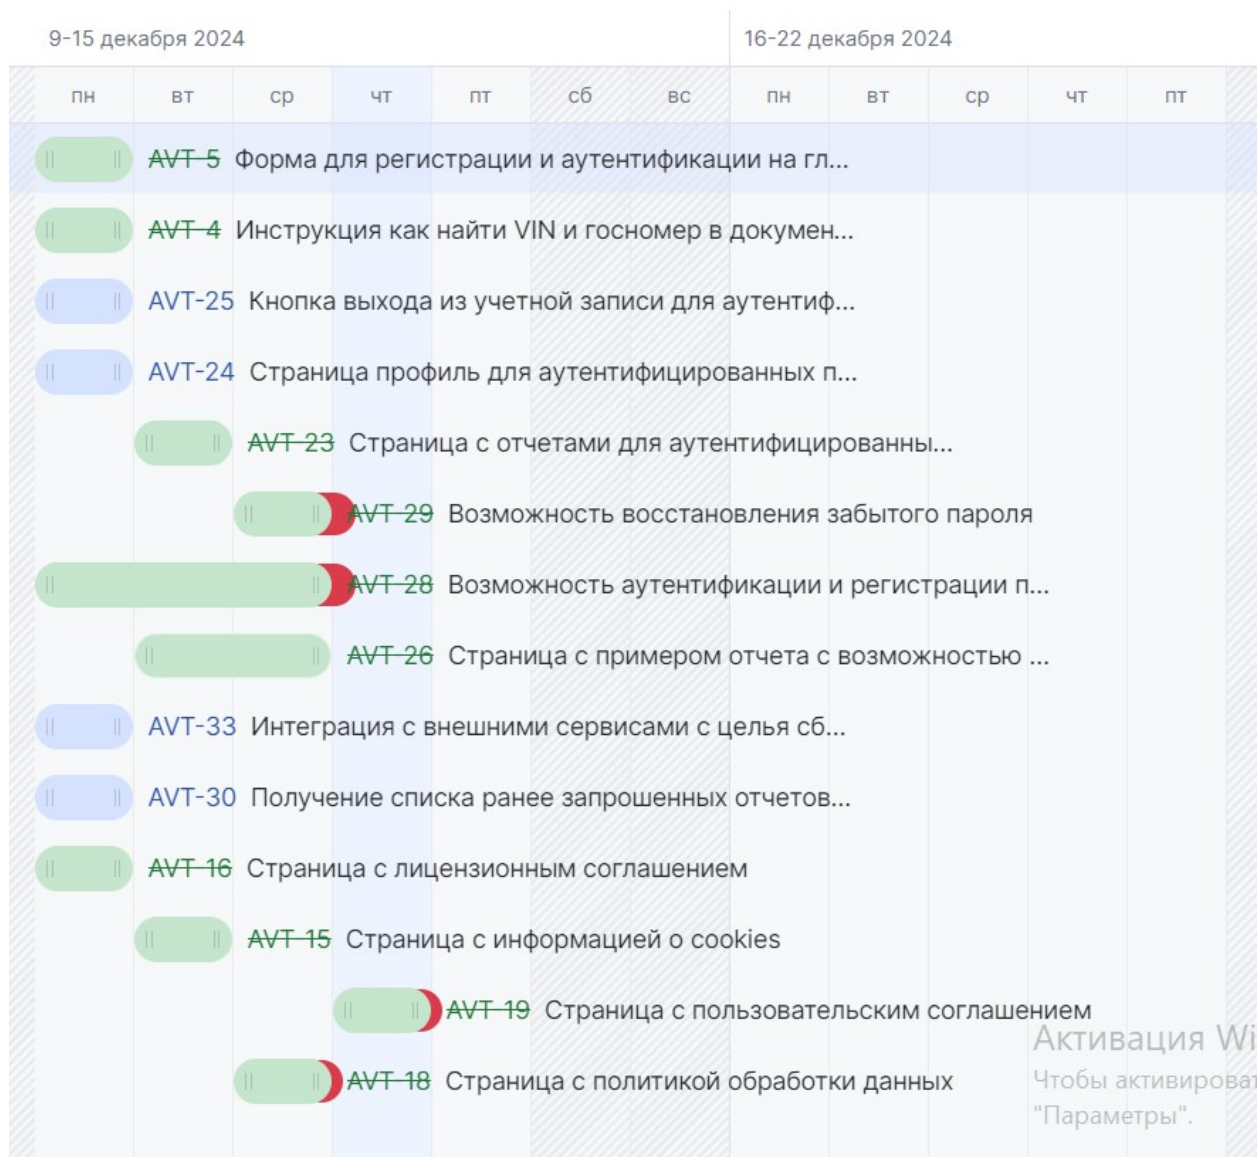 9-15 декабря 2024 16-22 декабря 2024
пн вт ср чт пт сб вс пн вт ср чт пт
AVT-5 Форма для регистрации и аутентификации на гл...
AVT-4 Инструкция как найти VIN и госномер в докумен...
AVT-25 Кнопка выхода из учетной записи для аутентиф...
AVT-24 Страница профиль для аутентифицированных п...
AVT-23 Страница с отчетами для аутентифицированны...
AVT-29 Возможность восстановления забытого пароля
AVT-28 Возможность аутентификации и регистрации п...
AVT-26 Страница с примером отчета с возможностью ...
AVT-33 Интеграция с внешними сервисами с целья сб...
AVT-30 Получение списка ранее запрошенных отчетов...
AVT-16 Страница с лицензионным соглашением
AVT-15 Страница с информацией о cookies
AVT-19 Страница с пользовательским соглашением
AVT-18 Страница с политикой обработки данных
Активация Wi
Чтобы активироват
"Параметры".